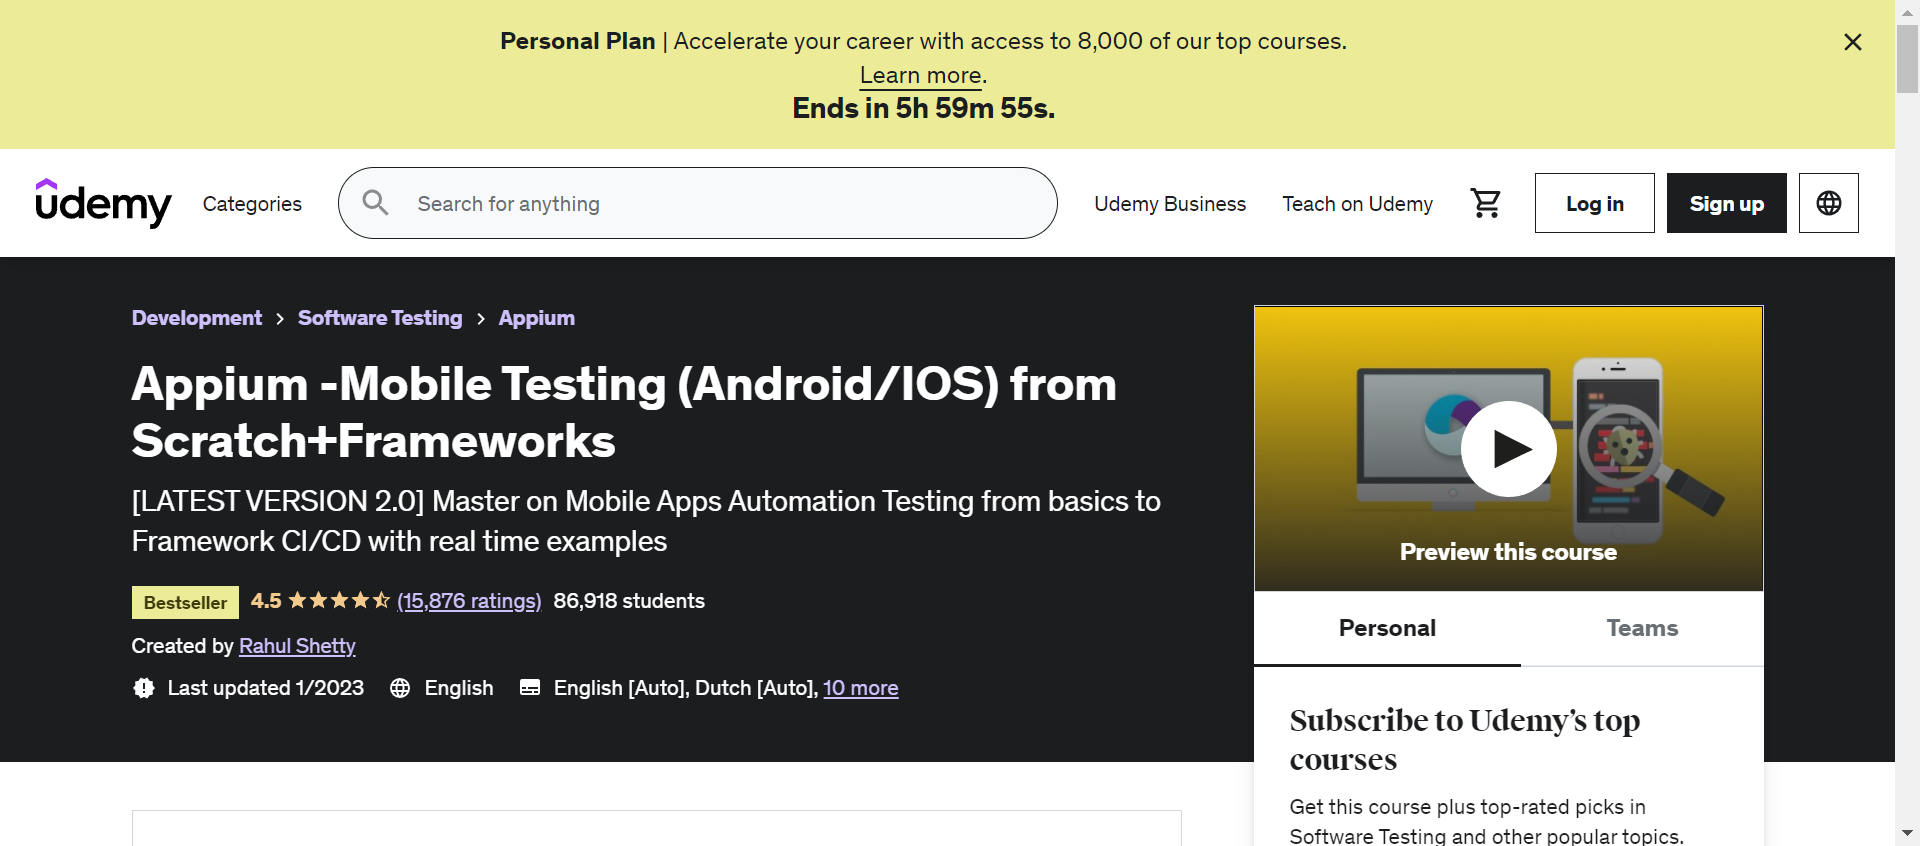 Personal Plan | Accelerate your career with access to 8,000 of our top courses.
Learn more.
Ends in 5h 59m 55s.
udemy
Categories
Search for anything
Udemy Business
Teach on Udemy
Log in
Sign up
Development > Software Testing > Appium
Appium -Mobile Testing (Android/IOS) from
Scratch+Frameworks
[LATEST VERSION 2.0] Master on Mobile Apps Automation Testing from basics to
Framework CI/CD with real time examples
Bestseller 4.5 (15,876 ratings) 86,918 students
Created by Rahul Shetty
Last updated 1/2023 English English [Auto], Dutch [Auto], 10 more
Preview this course
Personal
Teams
Subscribe to Udemy’s top
courses
Get this course plus top-rated picks in
Software Testing and other popular topics.